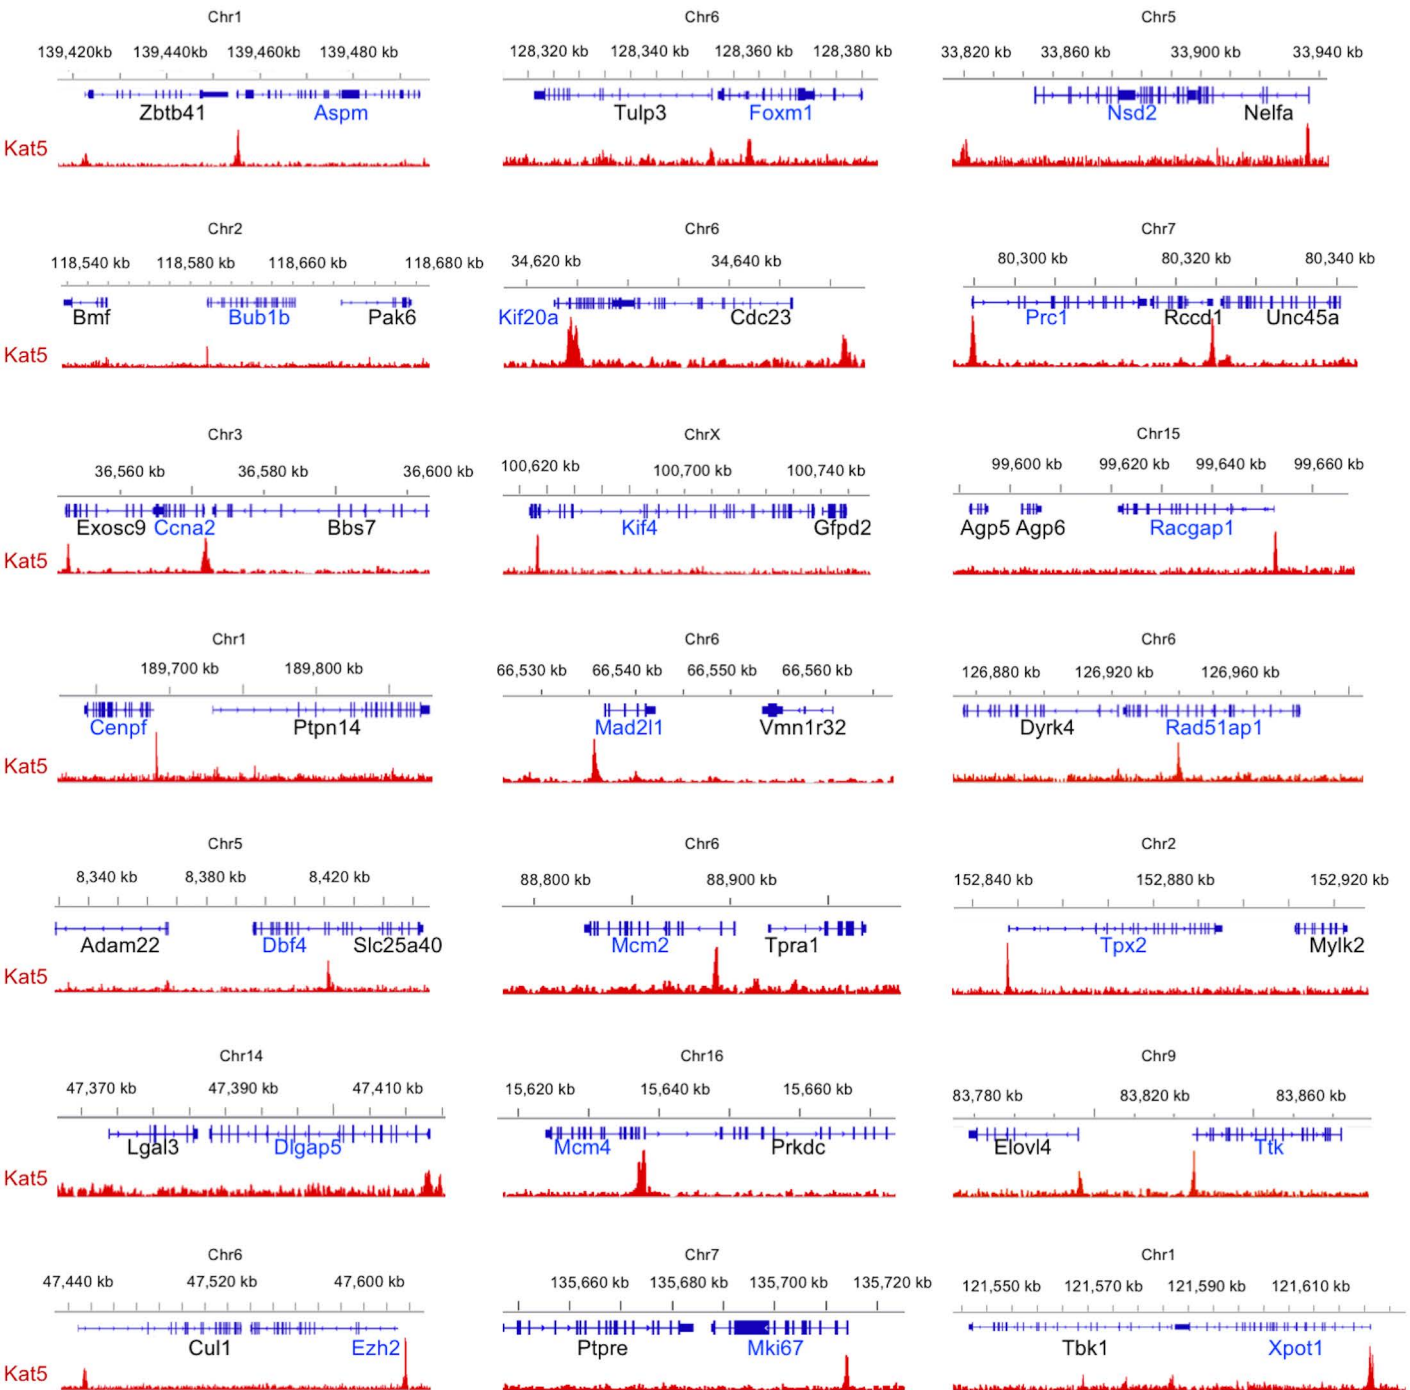 Chr1 Chr6 Chr5
139,420kb 139,440kb 139,460kb 139,480 kb 128,320 kb 128,340 kb 128,360 kb 128,380 kb 33,820 kb 33,860 kb 33,900 kb 33,940 kb
Zbtb41 Aspm Tulp3 Foxm1 Nsd2 Nelfa
Kat5
Chr2 Chr6 Chr7
118,540 kb 118,580 kb 118,660 kb 118,680 kb 34,620 kb 34,640 kb 80,300 kb 80,320 kb 80,340 kb
Bmf Bub1b Pak6 Kif20a Cdc23 Prc1 Rccd1 Unc45a
Kat5
Chr3 ChrX Chr15
36,560 kb 36,580 kb 36,600 kb 100,620 kb 100,700 kb 100,740 kb 99,600 kb 99,620 kb 99,640 kb 99,660 kb
Exosc9 Ccna2 Bbs7 Kif4 Gfpd2 Agp5 Agp6 Racgap1
Kat5
Chr1 Chr6 Chr6
189,700 kb 189,800 kb 66,530 kb 66,540 kb 66,550 kb 66,560 kb 126,880 kb 126,920 kb 126,960 kb
Cenpf Ptpn14 Mad2l1 Vmn1r32 Dyrk4 Rad51ap1
Kat5
Chr5 Chr6 Chr2
8,340 kb 8,380 kb 8,420 kb 88,800 kb 88,900 kb 152,840 kb 152,880 kb 152,920 kb
Adam22 Dbf4 Slc25a40 Mcm2 Tpra1 Tpx2 Mylk2
Kat5
Chr14 Chr16 Chr9
47,370 kb 47,390 kb 47,410 kb 15,620 kb 15,640 kb 15,660 kb 83,780 kb 83,820 kb 83,860 kb
Lgal3 Dlgap5 Mcm4 Prkdc Elovl4 Ttk
Kat5
Chr6 Chr7 Chr1
47,440 kb 47,520 kb 47,600 kb 135,660 kb 135,680 kb 135,700 kb 135,720 kb 121,550 kb 121,570 kb 121,590 kb 121,610 kb
Cul1 Ezh2 Ptpre Mki67 Tbk1 Xpot1
Kat5